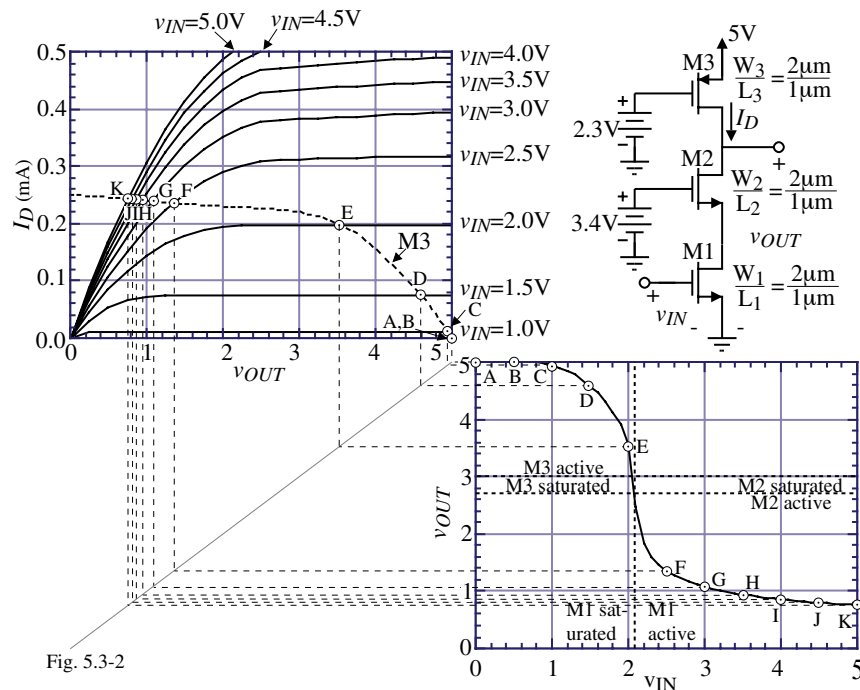 vIN=5.0V
vIN=4.5V
0.5
0.4
0.3
0.2
0.1
0.0
ID (mA)
vIN=4.0V
vIN=3.5V
vIN=3.0V
vIN=2.5V
vIN=2.0V
vIN=1.5V
vIN=1.0V
K
JIH
G
F
E
M3
D
C
A,B
0
1
2
3
4
5
vOUT
5V
M3
W3
L3
=
2μm
1μm
ID
2.3V
+
-
+
M2
W2
L2
=
2μm
1μm
3.4V
+
-
vOUT
M1
W1
L1
=
2μm
1μm
+
vIN
-
-
5
4
3
2
1
0
vOUT
A
B
C
D
E
M3 active
M3 saturated
M2 saturated
M2 active
F
G
H
I
J
K
M1 sat-
urated
M1
active
0
1
2
3
4
5
vIN
Fig. 5.3-2